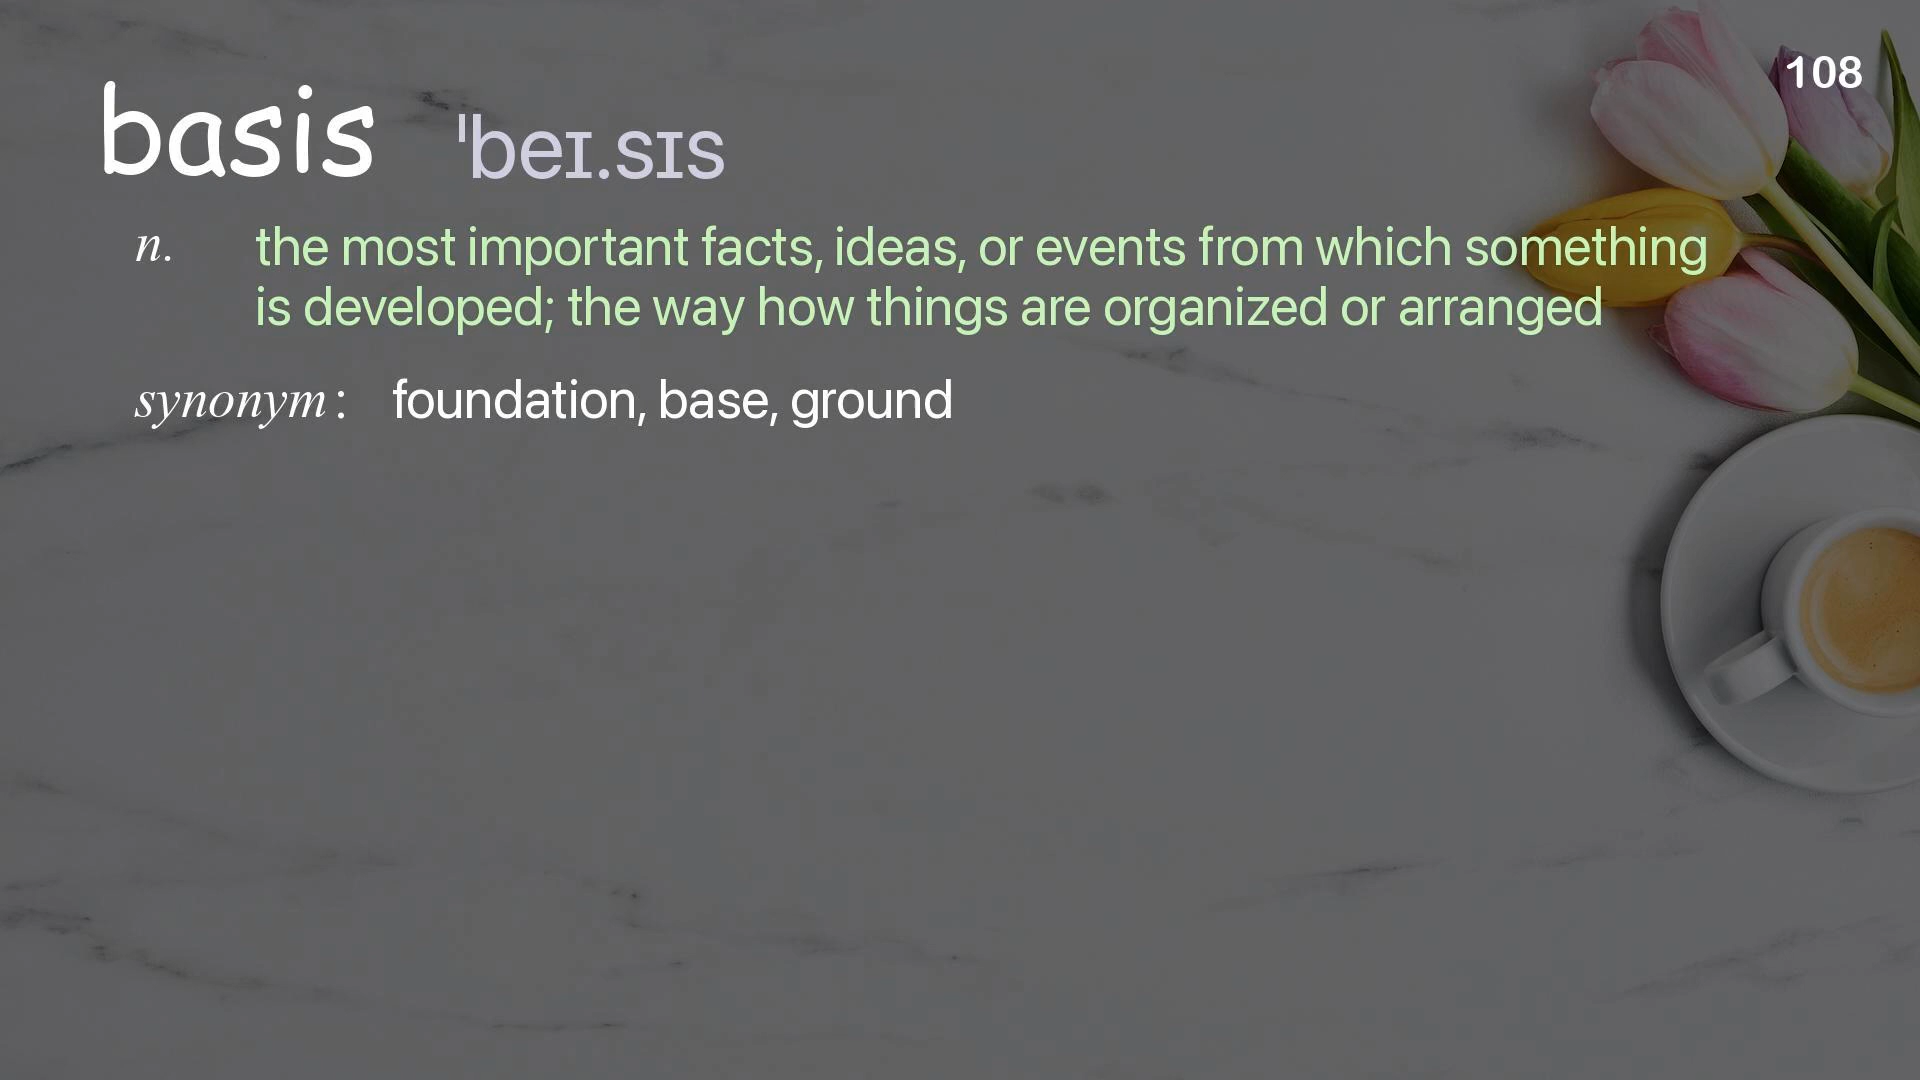 108
basis ˈbeɪ.sɪs
n. the most important facts, ideas, or events from which something
is developed; the way how things are organized or arranged
synonym: foundation, base, ground